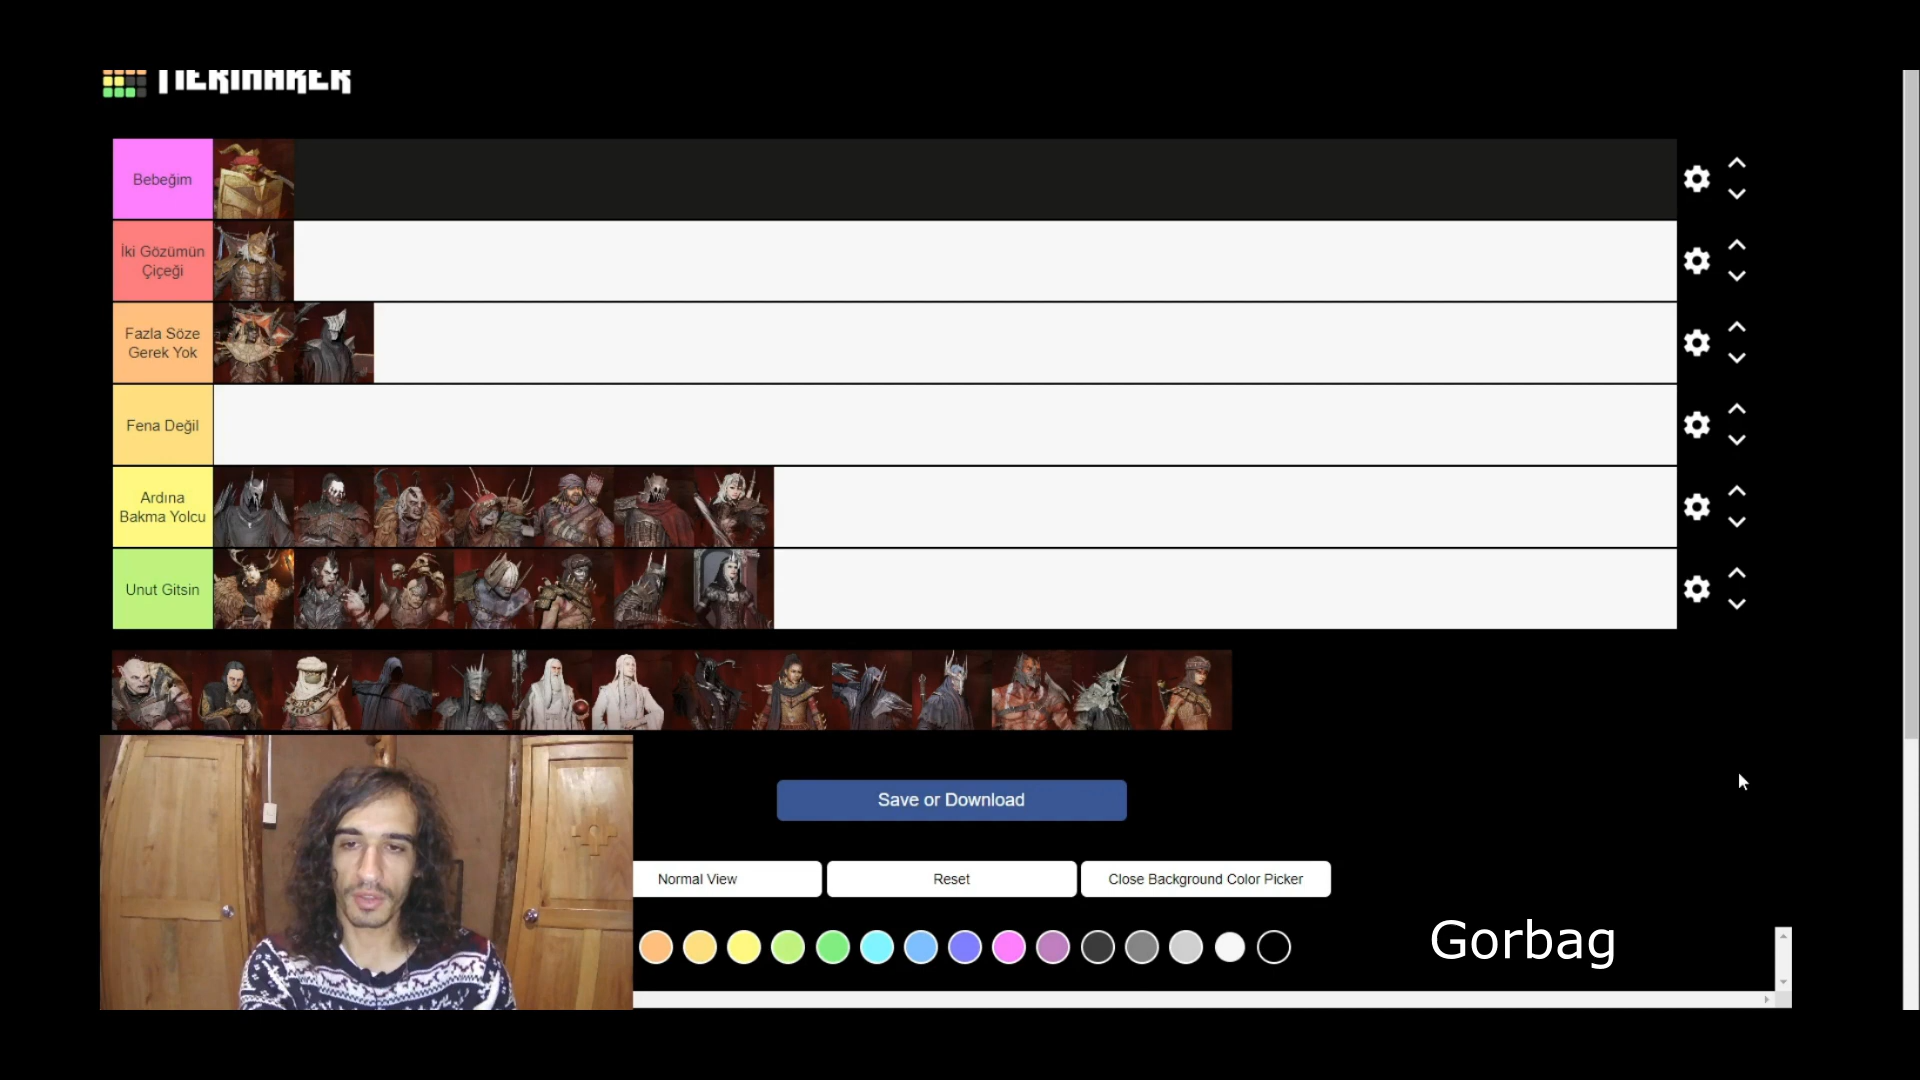 TIERMAKER
Bebeğim
İki Gözümün
Çiçeği
Fazla Söze
Gerek Yok
Fena Değil
Ardına
Bakma Yolcu
Unut Gitsin
Save or Download
Normal View
Reset
Close Background Color Picker
Gorbag